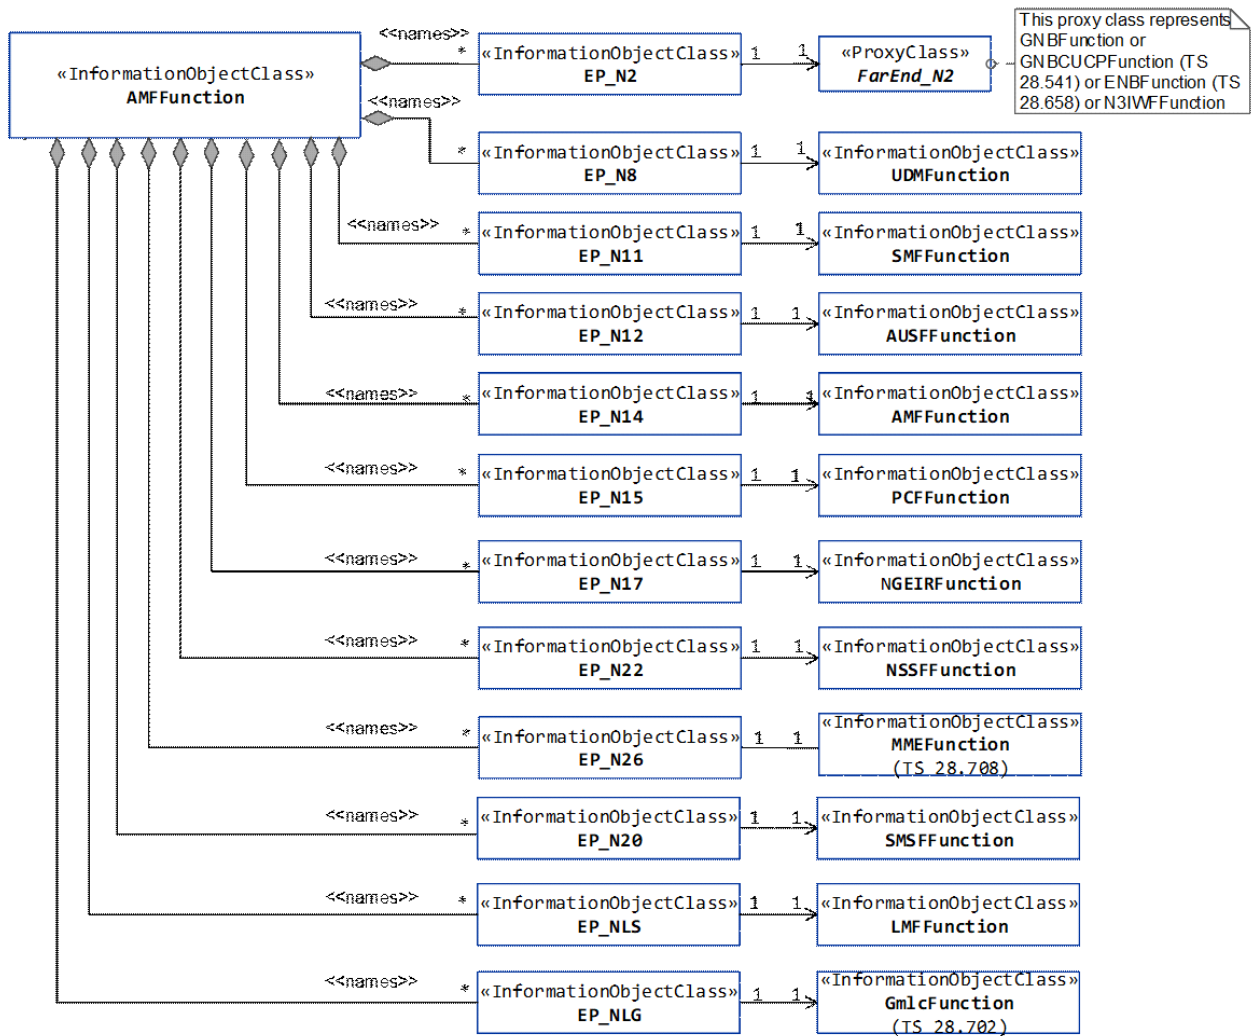 <<names>>
*
«InformationObjectClass»
EP_N2
1
1
«ProxyClass»
FarEnd_N2
This proxy class represents
GNBFunction or
GNBCUCPFunction (TS
28.541) or ENBFunction (TS
28.658) or N3IWFFunction
«InformationObjectClass»
AMFFunction
<<names>>
*
«InformationObjectClass»
EP_N8
1
1
«InformationObjectClass»
UDMFunction
<<names>>
*
«InformationObjectClass»
EP_N11
1
1
«InformationObjectClass»
SMFFunction
<<names>>
*
«InformationObjectClass»
EP_N12
1
1
«InformationObjectClass»
AUSFFunction
<<names>>
*
«InformationObjectClass»
EP_N14
1
1
«InformationObjectClass»
AMFFunction
<<names>>
*
«InformationObjectClass»
EP_N15
1
1
«InformationObjectClass»
PCFFunction
<<names>>
*
«InformationObjectClass»
EP_N17
1
1
«InformationObjectClass»
NGEIRFunction
<<names>>
*
«InformationObjectClass»
EP_N22
1
1
«InformationObjectClass»
NSSFFunction
<<names>>
*
«InformationObjectClass»
EP_N26
1
1
«InformationObjectClass»
MMEFunction
(TS 28.708)
<<names>>
*
«InformationObjectClass»
EP_N20
1
1
«InformationObjectClass»
SMSFFunction
<<names>>
*
«InformationObjectClass»
EP_NLS
1
1
«InformationObjectClass»
LMFFunction
<<names>>
*
«InformationObjectClass»
EP_NLG
1
1
«InformationObjectClass»
GmlcFunction
(TS 28.702)